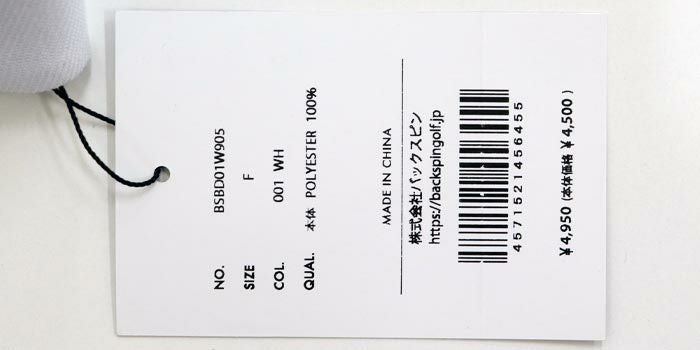 NO. BSBD01W905
SIZE F
COL. 001 WH
QUAL. 本体 POLYESTER 100%
MADE IN CHINA
株式会社バックスピン
https://backspingolf.jp
4571521456455
¥4,950 (本体価格 ¥4,500)